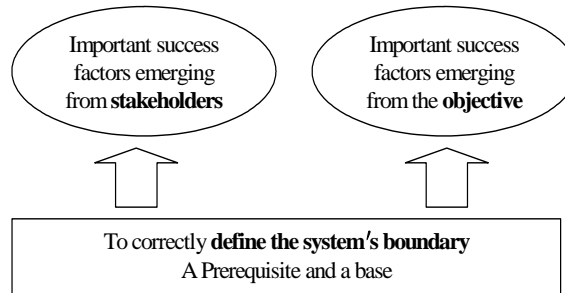 Important success
factors emerging
from stakeholders
Important success
factors emerging
from the objective
To correctly define the system's boundary
A Prerequisite and a base